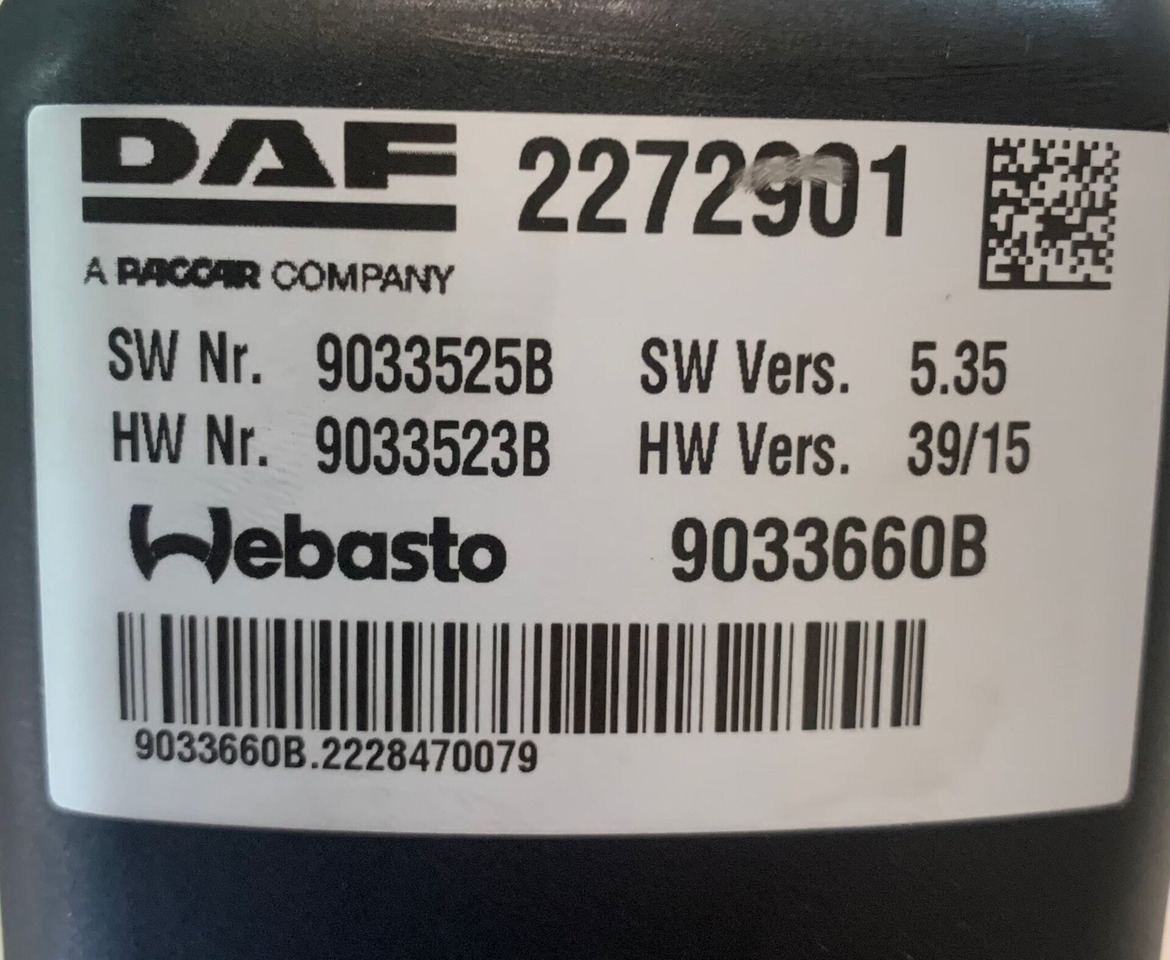 DAF 2272901
A PACCAR COMPANY
SW Nr. 9033525B SW Vers. 5.35
HW Nr. 9033523B HW Vers. 39/15
Webasto 9033660B
9033660B.2228470079